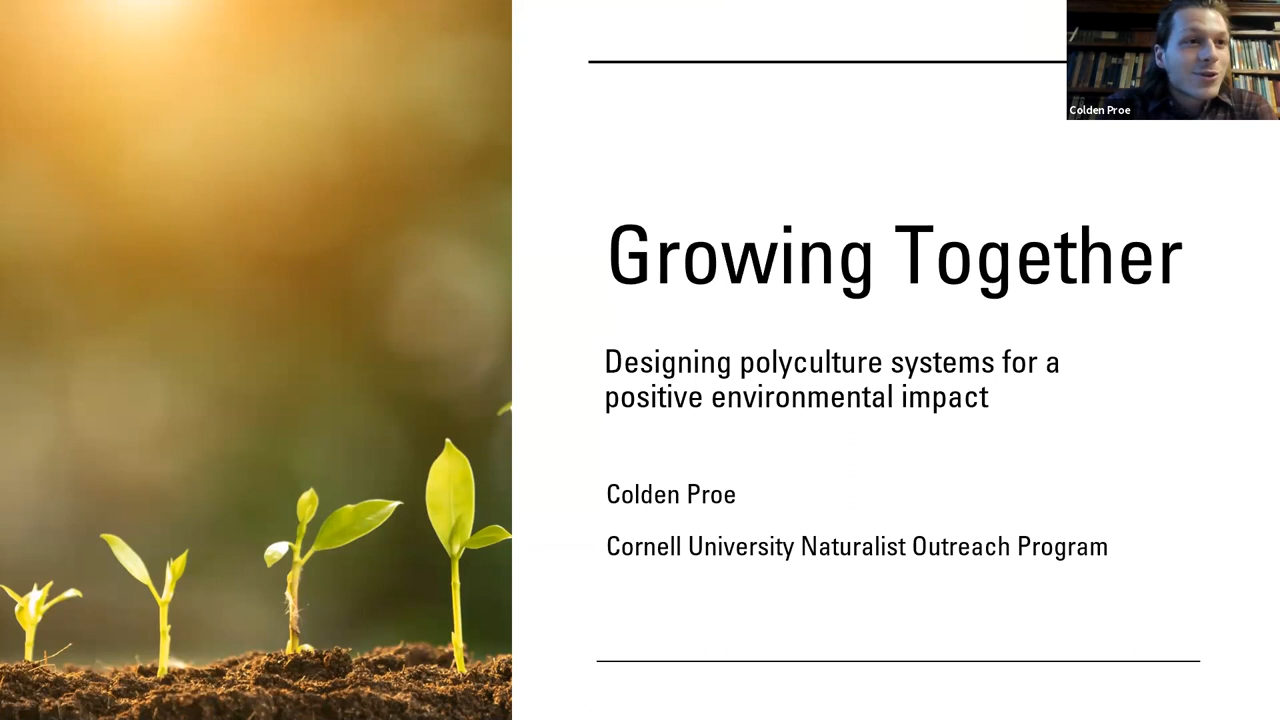 Colden Proe
Growing Together
Designing polyculture systems for a
positive environmental impact
Colden Proe
Cornell University Naturalist Outreach Program